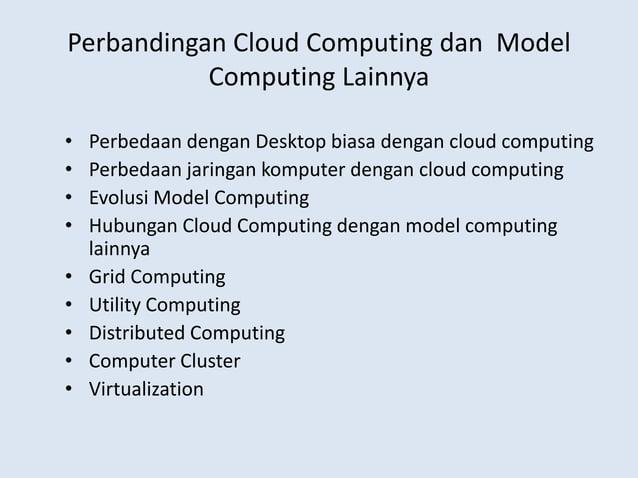 Perbandingan Cloud Computing dan Model
Computing Lainnya
• Perbedaan dengan Desktop biasa dengan cloud computing
• Perbedaan jaringan komputer dengan cloud computing
• Evolusi Model Computing
• Hubungan Cloud Computing dengan model computing
lainnya
• Grid Computing
• Utility Computing
• Distributed Computing
• Computer Cluster
• Virtualization